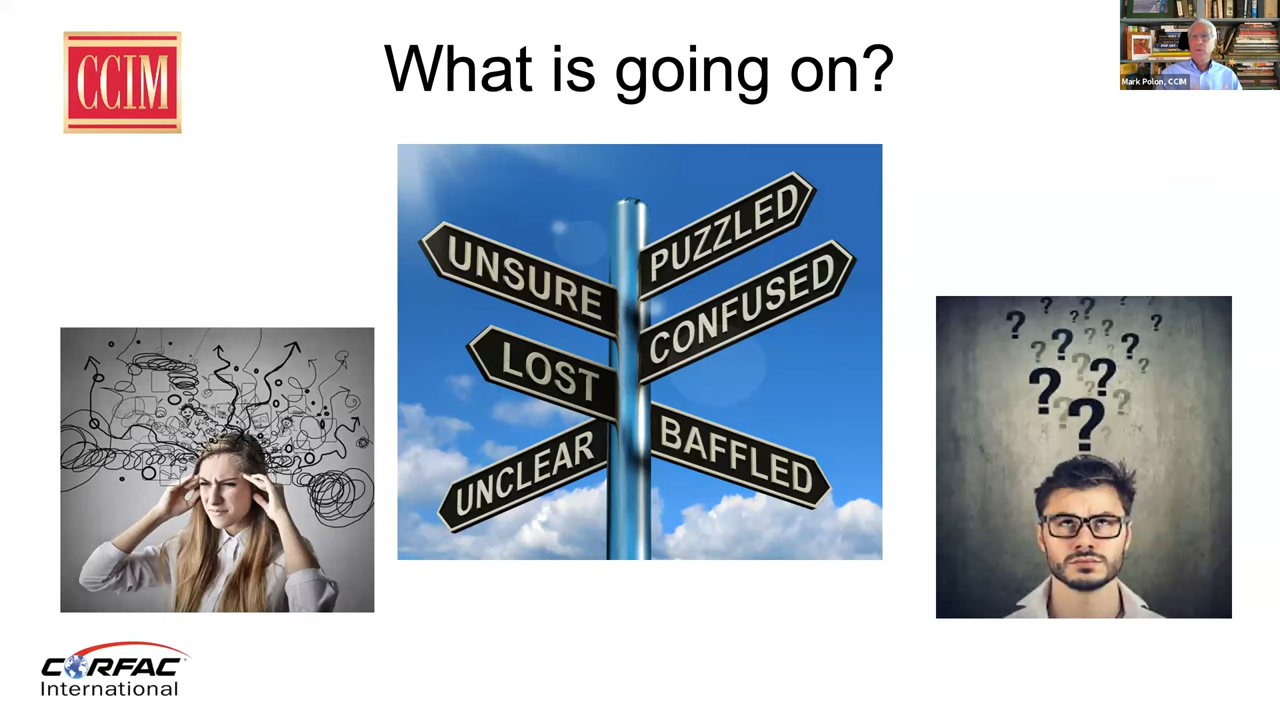 CCIM
What is going on?
Mark Polon, CCIM
UNSURE
PUZZLED
CONFUSED
LOST
UNCLEAR
BAFFLED
? ? ? ? ? ? ? ? ? ? ? ? ? ? ?
CORFAC
International